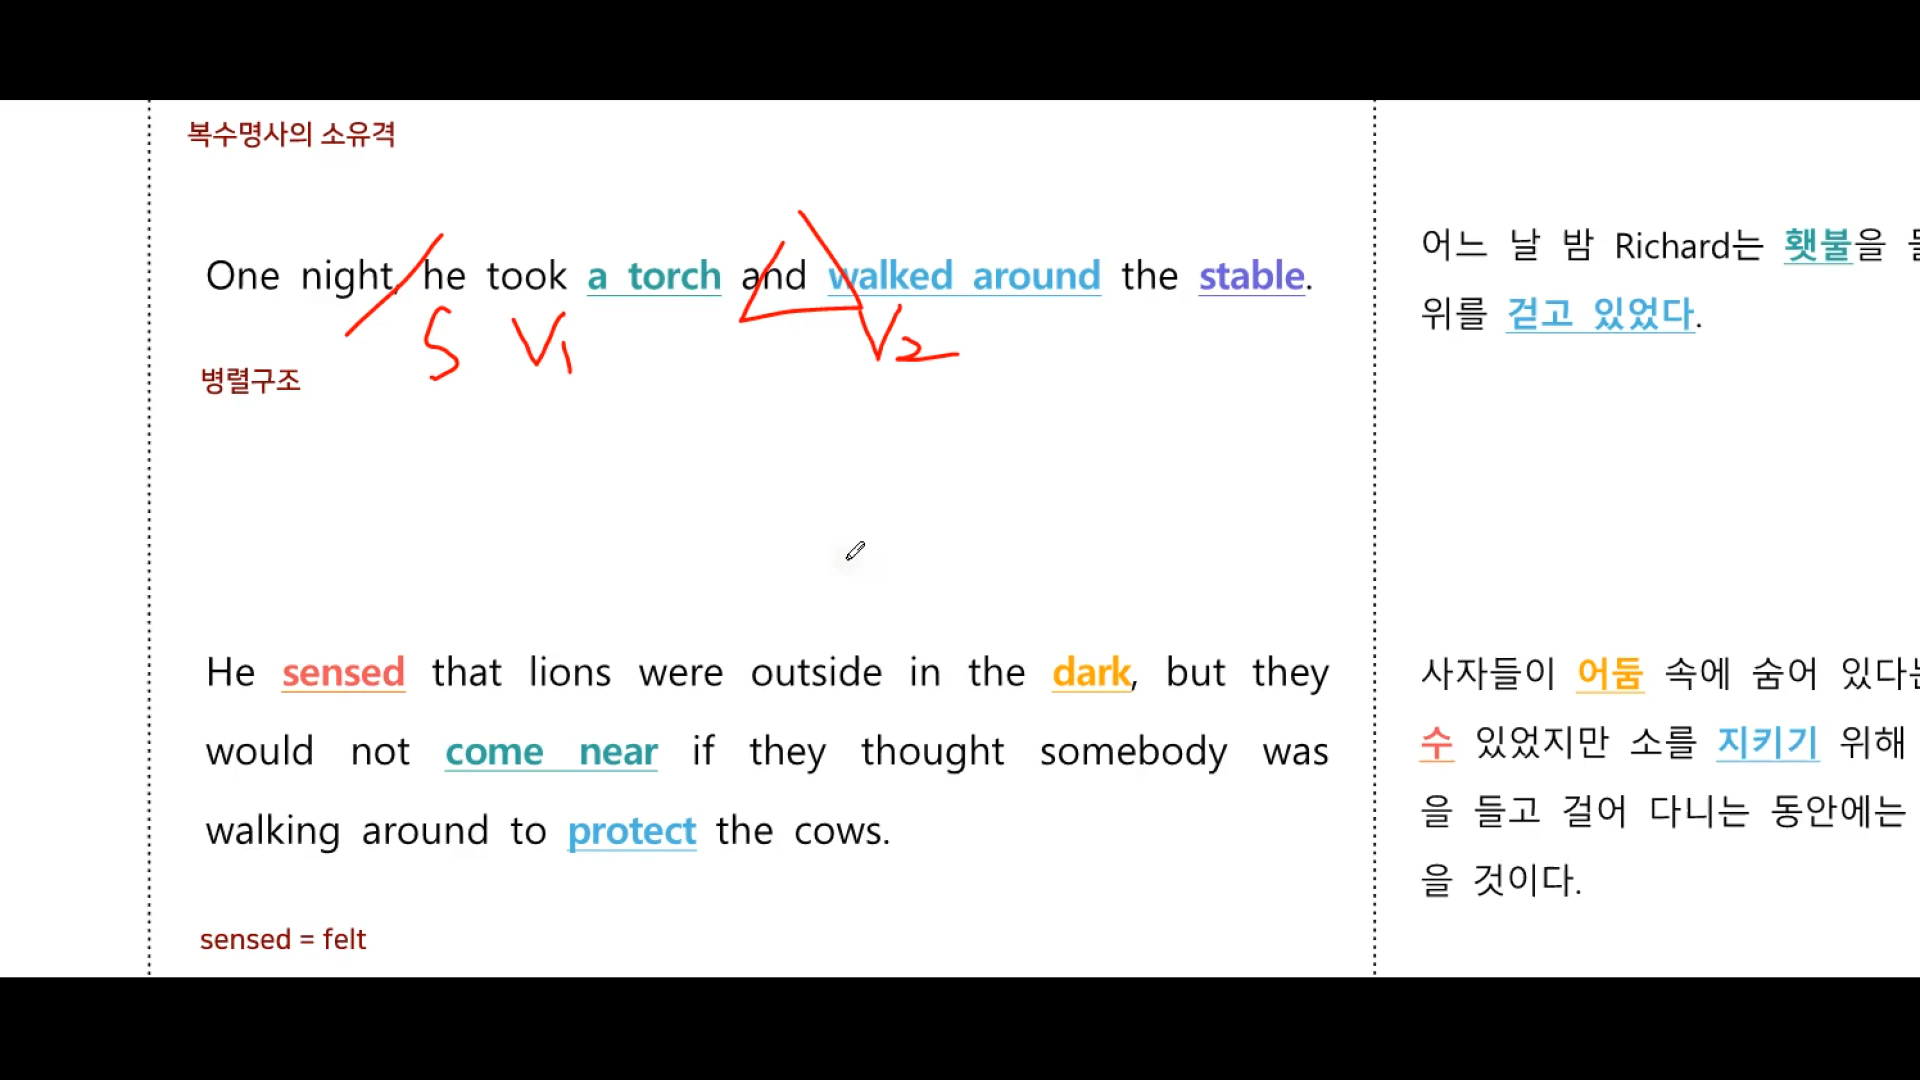 복수명사의 소유격
One night, he took a torch and walked around the stable.
S V1 V2
병렬구조
He sensed that lions were outside in the dark, but they
would not come near if they thought somebody was
walking around to protect the cows.
sensed = felt
어느 날 밤 Richard는 횃불을
위를 걷고 있었다.
사자들이 어둠 속에 숨어 있다는
수 있었지만 소를 지키기 위해
을 들고 걸어 다니는 동안에는
을 것이다.